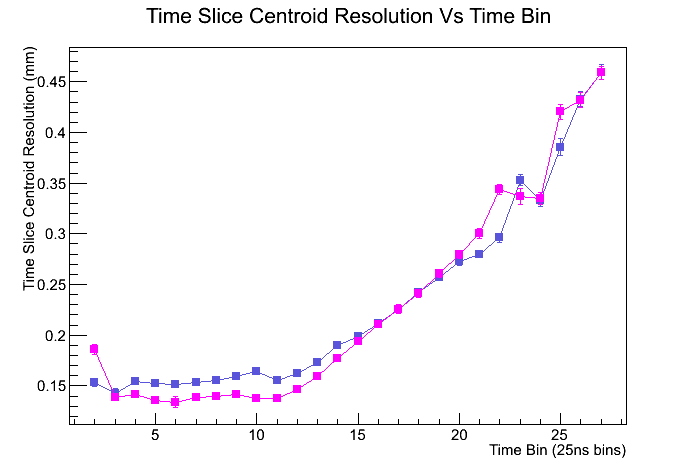 Time Slice Centroid Resolution Vs Time Bin
Time Slice Centroid Resolution (mm)
0.45
0.4
0.35
0.3
0.25
0.2
0.15
5 10 15 20 25
Time Bin (25ns bins)